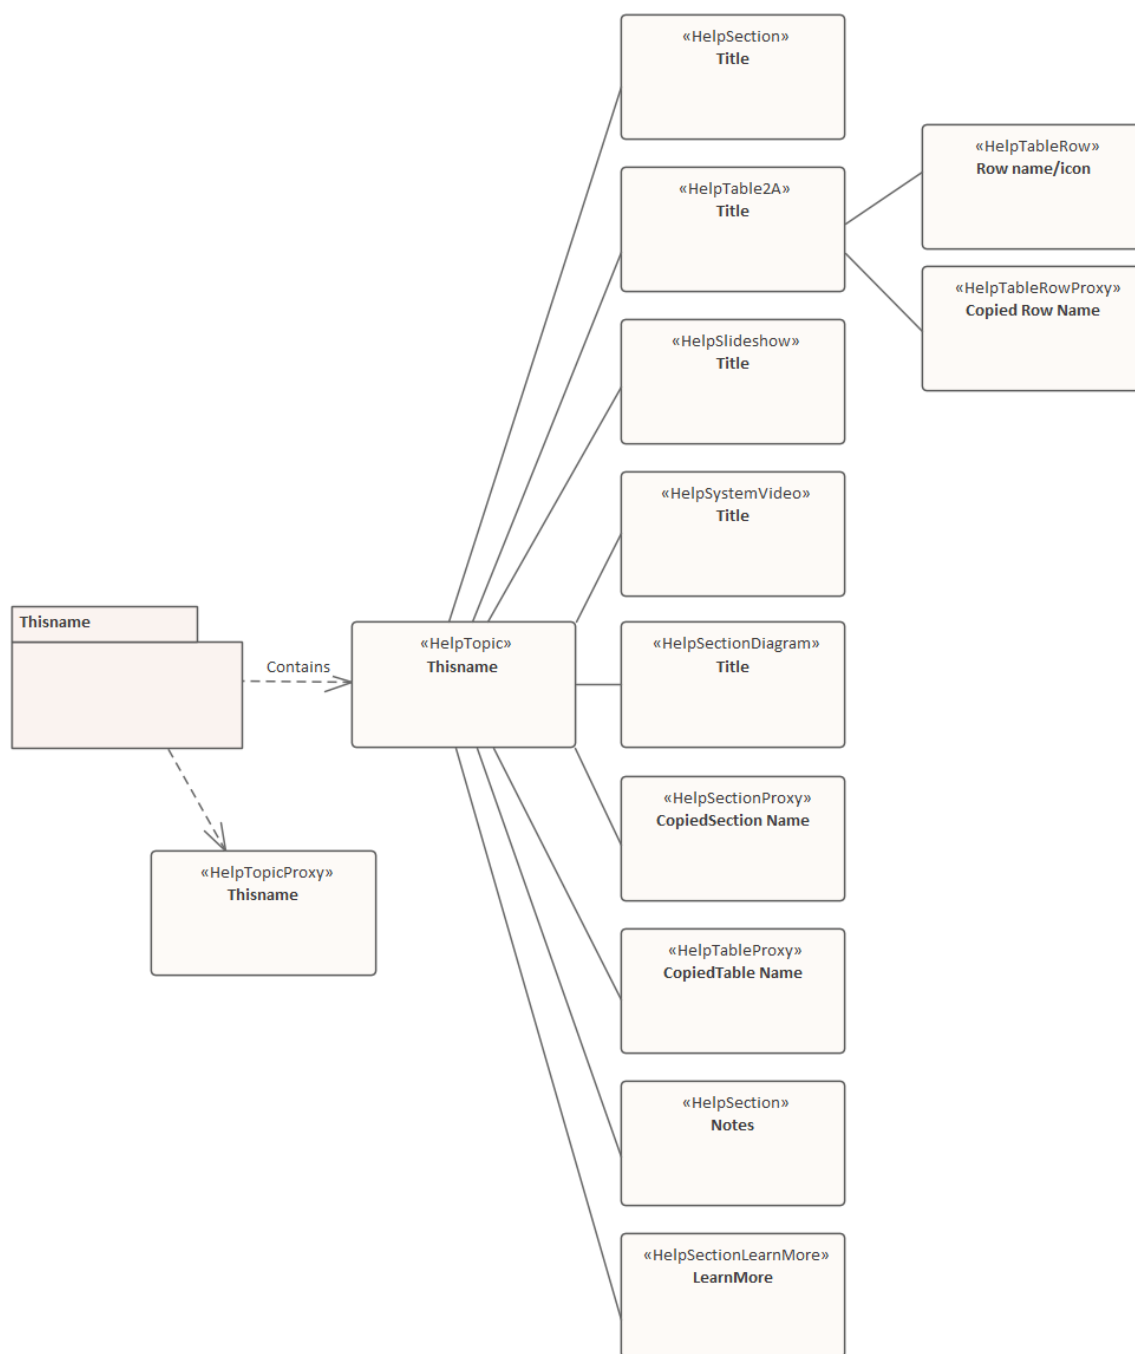 «HelpSection»
Title
«HelpTableRow»
Row name/icon
«HelpTable2A»
Title
«HelpTableRowProxy»
Copied Row Name
«HelpSlideshow»
Title
«HelpSystemVideo»
Title
Thisname
Contains
«HelpTopic»
Thisname
«HelpSectionDiagram»
Title
«HelpSectionProxy»
CopiedSection Name
«HelpTopicProxy»
Thisname
«HelpTableProxy»
CopiedTable Name
«HelpSection»
Notes
«HelpSectionLearnMore»
LearnMore